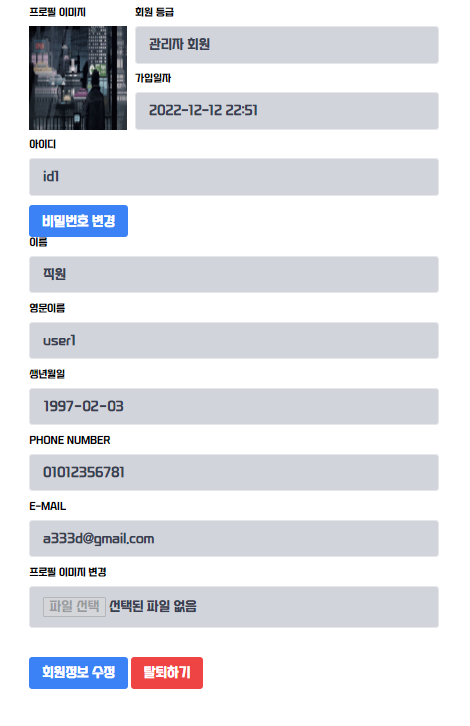 프로필 이미지
회원 등급
관리자 회원
가입일자
2022-12-12 22:51
아이디
id1
비밀번호 변경
이름
직원
영문이름
user1
생년월일
1997-02-03
PHONE NUMBER
01012356781
E-MAIL
a333d@gmail.com
프로필 이미지 변경
파일 선택 선택된 파일 없음
회원정보 수정 탈퇴하기